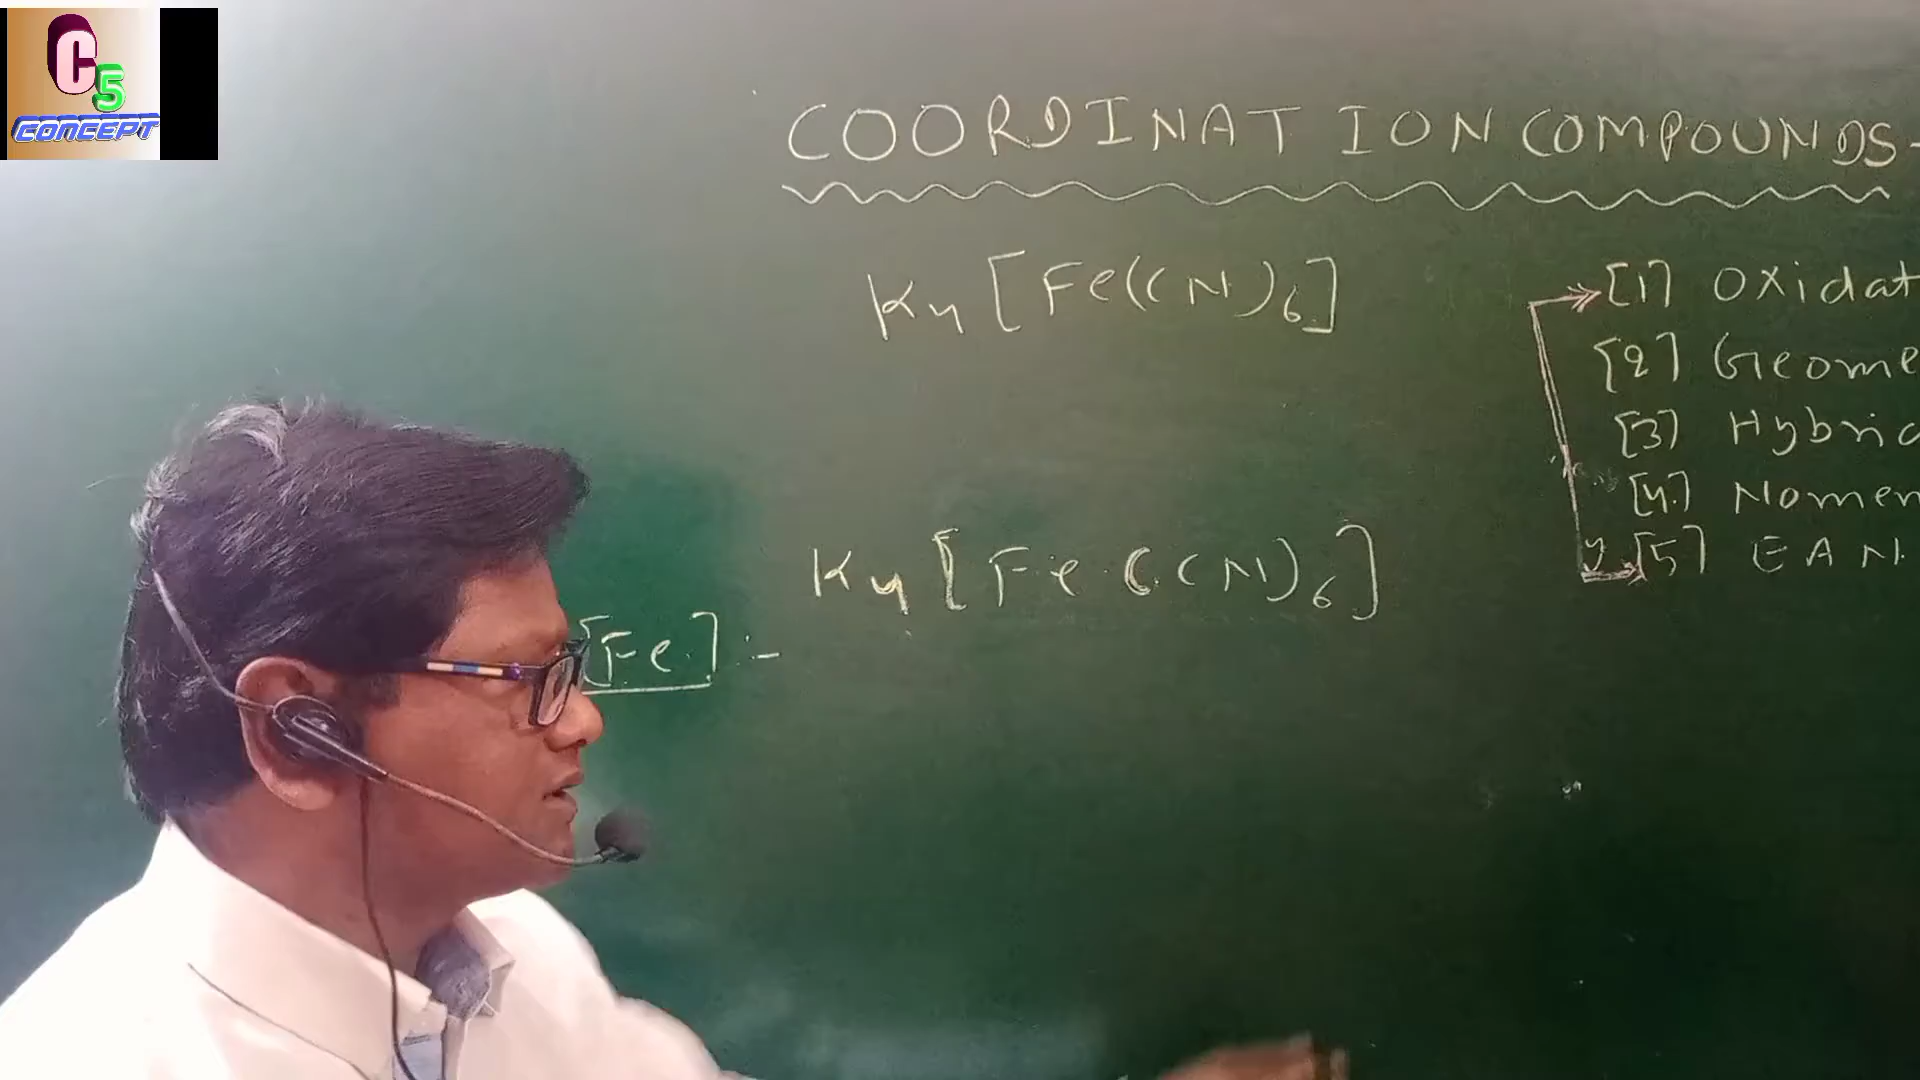 C5
CONCEPT
COORDINATION COMPOUNDS-
K4[Fe(CN)6]
[1] Oxidat
[2] Geome
[3] Hybrid
[4] Nomen
[5] EAN
K4[Fe(CN)6]
[Fe] :-